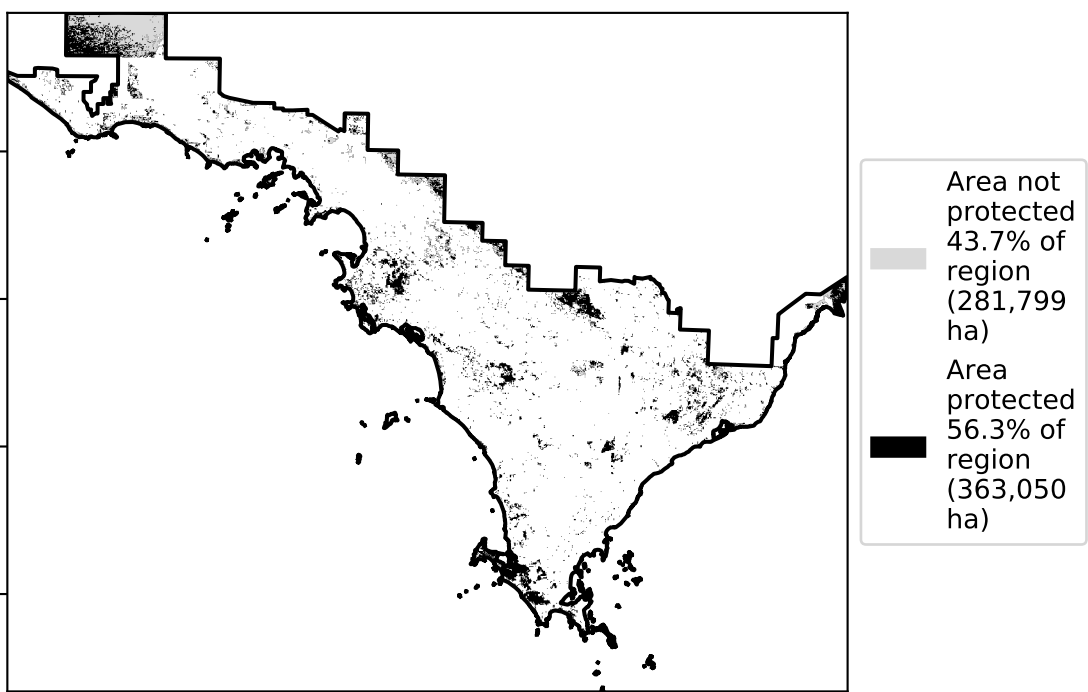 Area not
protected
43.7% of
region
(281,799
ha)
Area
protected
56.3% of
region
(363,050
ha)